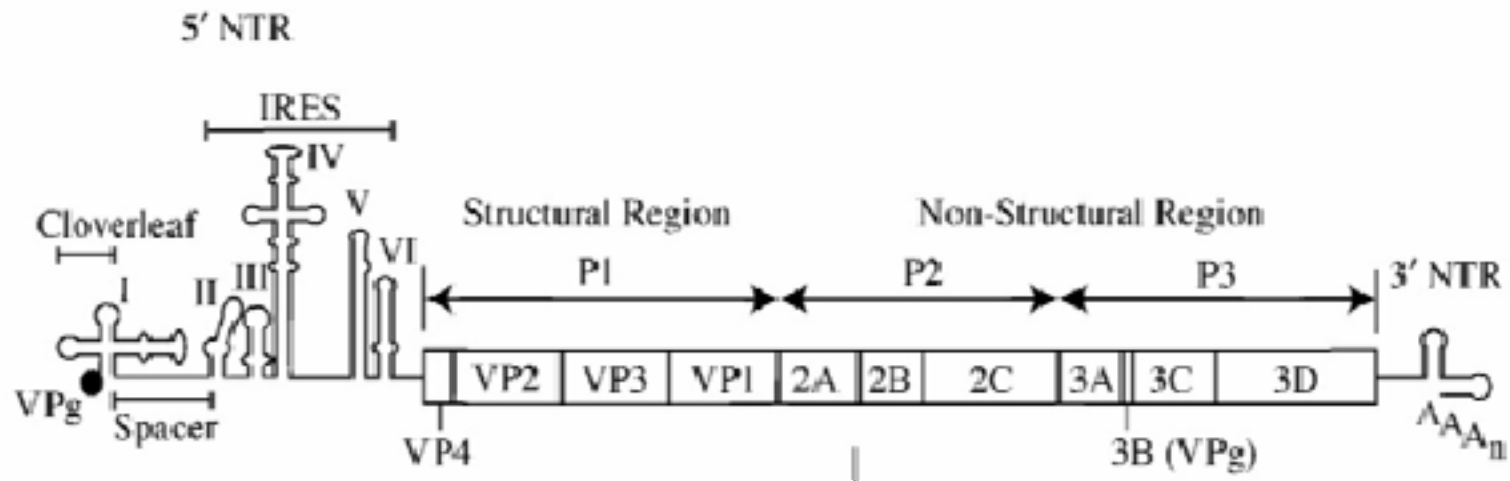 5′ NTR
IRES
IV
V
Cloverleaf
Structural Region
Non-Structural Region
VI
I
II
III
P1
P2
P3
3′ NTR
VP2
VP3
VP1
2A
2B
2C
3A
3C
3D
VPg
Spacer
VP4
3B (VPg)
AAAn